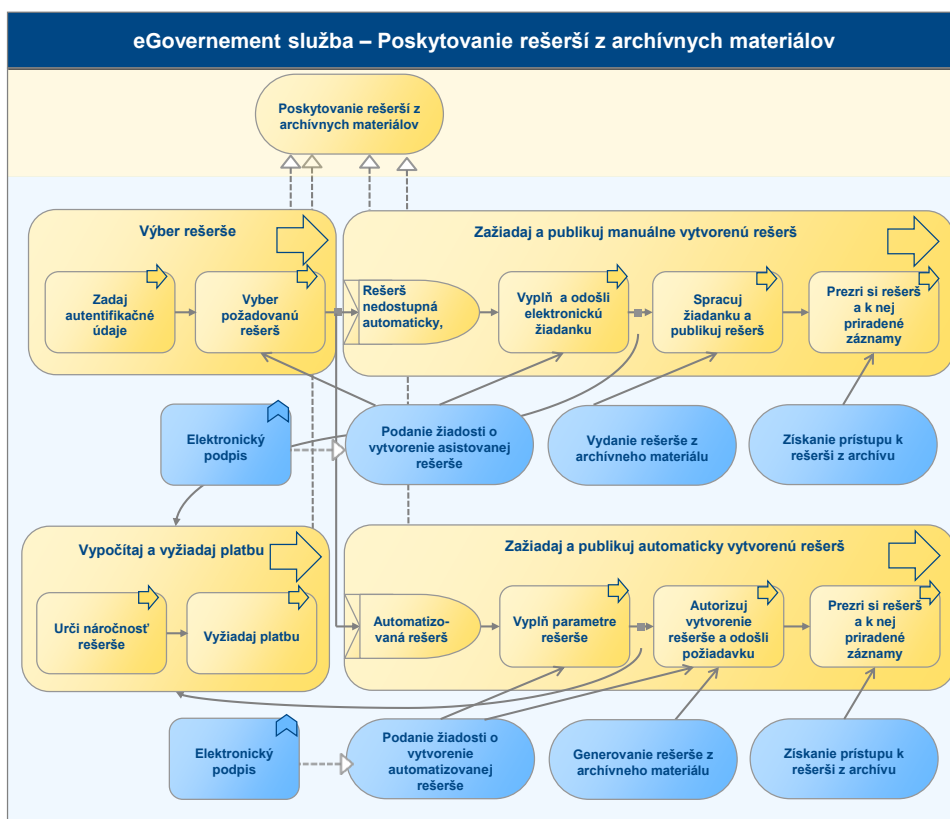 eGovernement služba – Poskytovanie rešerší z archívnych materiálov
Poskytovanie rešerší z
archívnych materiálov
Výber rešerše
Zadaj
autentifikačné
údaje
Vyber
požadovanú
rešerš
Zažiadaj a publikuj manuálne vytvorenú rešerš
Rešerš
nedostupná
automaticky,
Vyplň a odošli
elektronickú
žiadanku
Spracuj
žiadanku a
publikuj rešerš
Prezri si rešerš
a k nej
priradené
záznamy
Elektronický
podpis
Podanie žiadosti o
vytvorenie asistovanej
rešerše
Vydanie rešerše z
archívneho materiálu
Získanie prístupu k
rešerši z archívu
Vypočítaj a vyžiadaj platbu
Urči náročnosť
rešerše
Vyžiadaj platbu
Zažiadaj a publikuj automaticky vytvorenú rešerš
Automatizo-
vaná rešerš
Vyplň parametre
rešerše
Autorizuj
vytvorenie
rešerše a odošli
požiadavku
Prezri si rešerš
a k nej
priradené
záznamy
Elektronický
podpis
Podanie žiadosti o
vytvorenie
automatizovanej
rešerše
Generovanie rešerše z
archívneho materiálu
Získanie prístupu k
rešerši z archívu